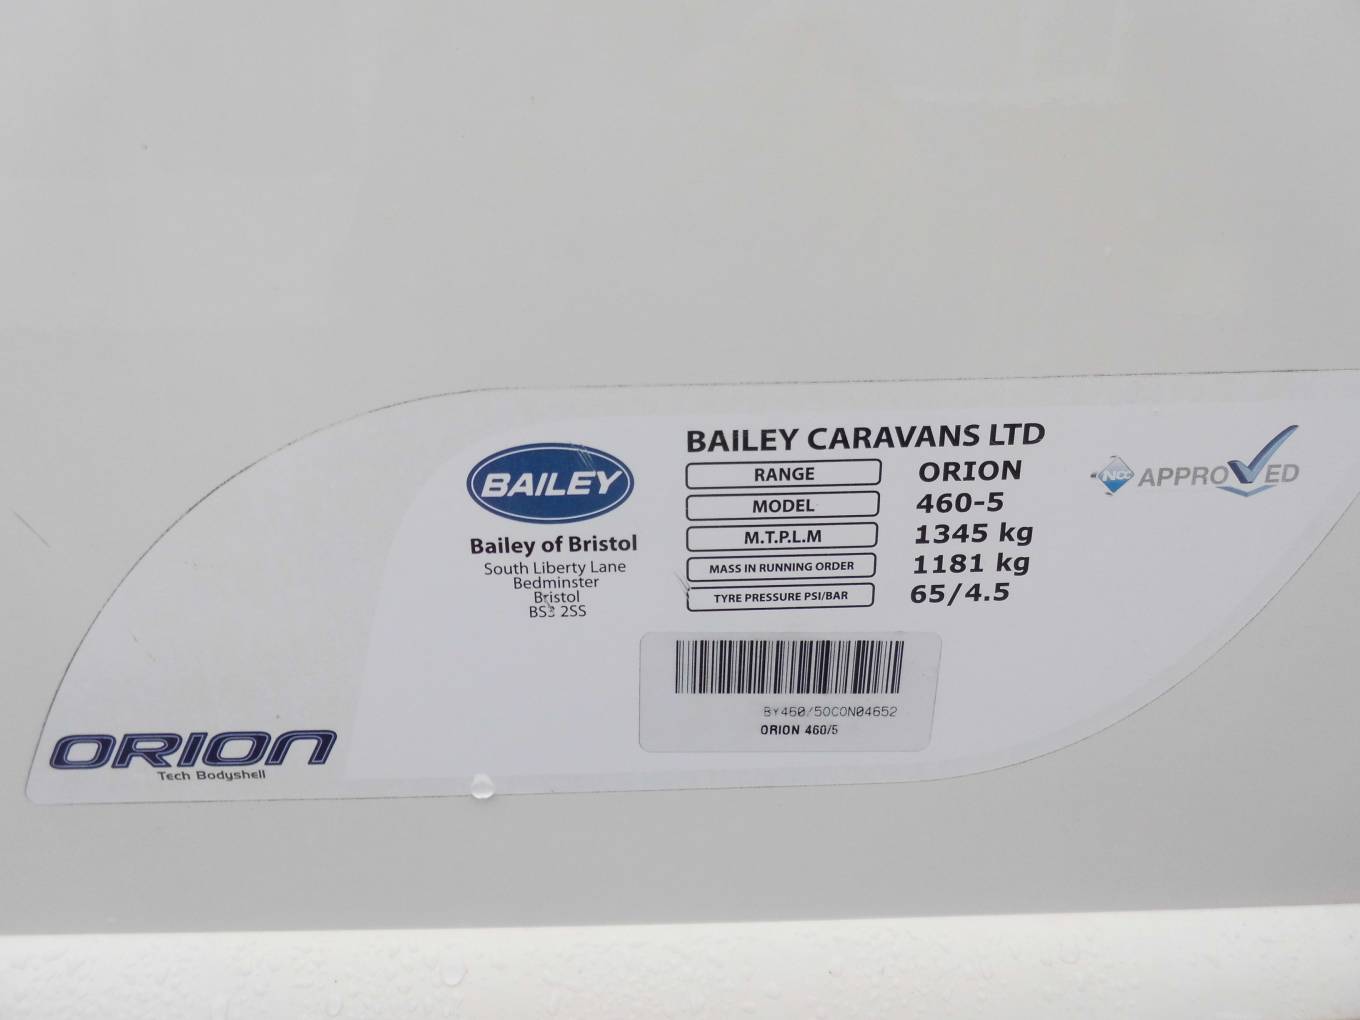 BAILEY
Bailey of Bristol
South Liberty Lane
Bedminster
Bristol
BS3 2SS
BAILEY CARAVANS LTD
RANGE ORION
MODEL 460-5
M.T.P.L.M 1345 kg
MASS IN RUNNING ORDER 1181 kg
TYRE PRESSURE PSI/BAR 65/4.5
NCC APPROVED
BY460/50CON04652
ORION 460/5
ORION
Tech Bodyshell